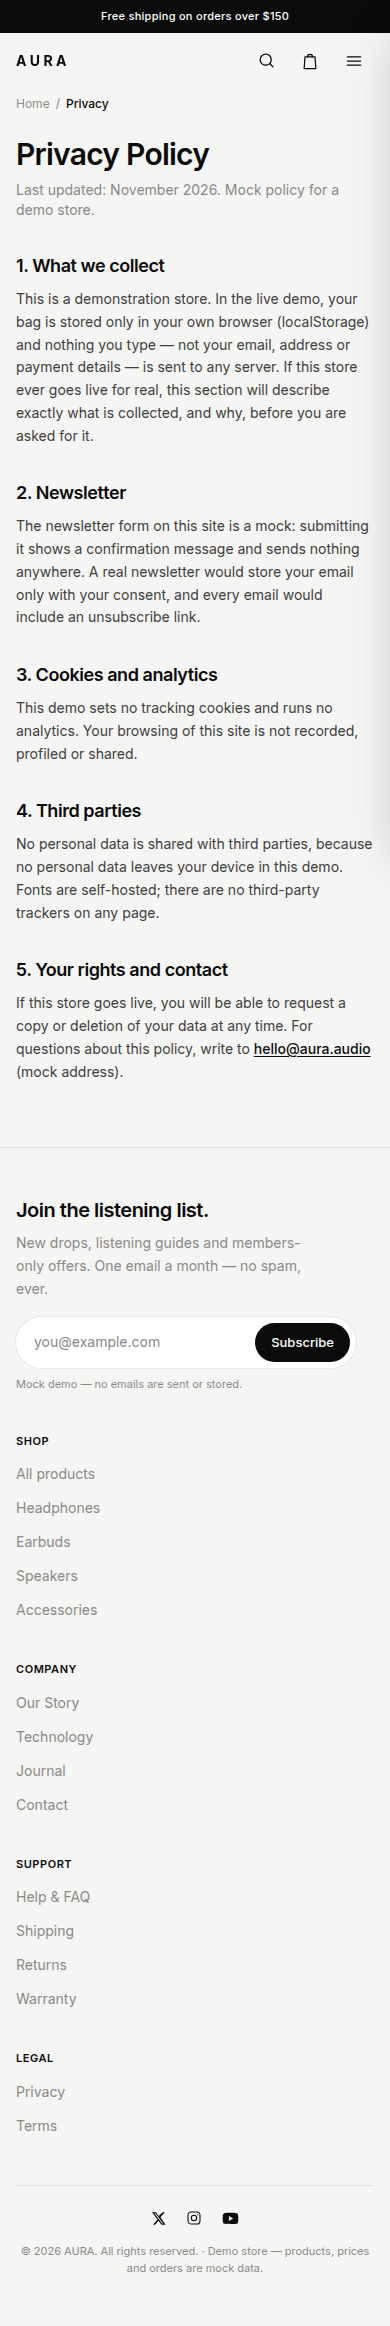 Free shipping on orders over $150
AURA
Home / Privacy
Privacy Policy
Last updated: November 2026. Mock policy for a
demo store.
1. What we collect
This is a demonstration store. In the live demo, your
bag is stored only in your own browser (localStorage)
and nothing you type — not your email, address or
payment details — is sent to any server. If this store
ever goes live for real, this section will describe
exactly what is collected, and why, before you are
asked for it.
2. Newsletter
The newsletter form on this site is a mock: submitting
it shows a confirmation message and sends nothing
anywhere. A real newsletter would store your email
only with your consent, and every email would
include an unsubscribe link.
3. Cookies and analytics
This demo sets no tracking cookies and runs no
analytics. Your browsing of this site is not recorded,
profiled or shared.
4. Third parties
No personal data is shared with third parties, because
no personal data leaves your device in this demo.
Fonts are self-hosted; there are no third-party
trackers on any page.
5. Your rights and contact
If this store goes live, you will be able to request a
copy or deletion of your data at any time. For
questions about this policy, write to hello@aura.audio
(mock address).
Join the listening list.
New drops, listening guides and members-
only offers. One email a month — no spam,
ever.
you@example.com Subscribe
Mock demo — no emails are sent or stored.
SHOP
All products
Headphones
Earbuds
Speakers
Accessories
COMPANY
Our Story
Technology
Journal
Contact
SUPPORT
Help & FAQ
Shipping
Returns
Warranty
LEGAL
Privacy
Terms
© 2026 AURA. All rights reserved. · Demo store — products, prices
and orders are mock data.